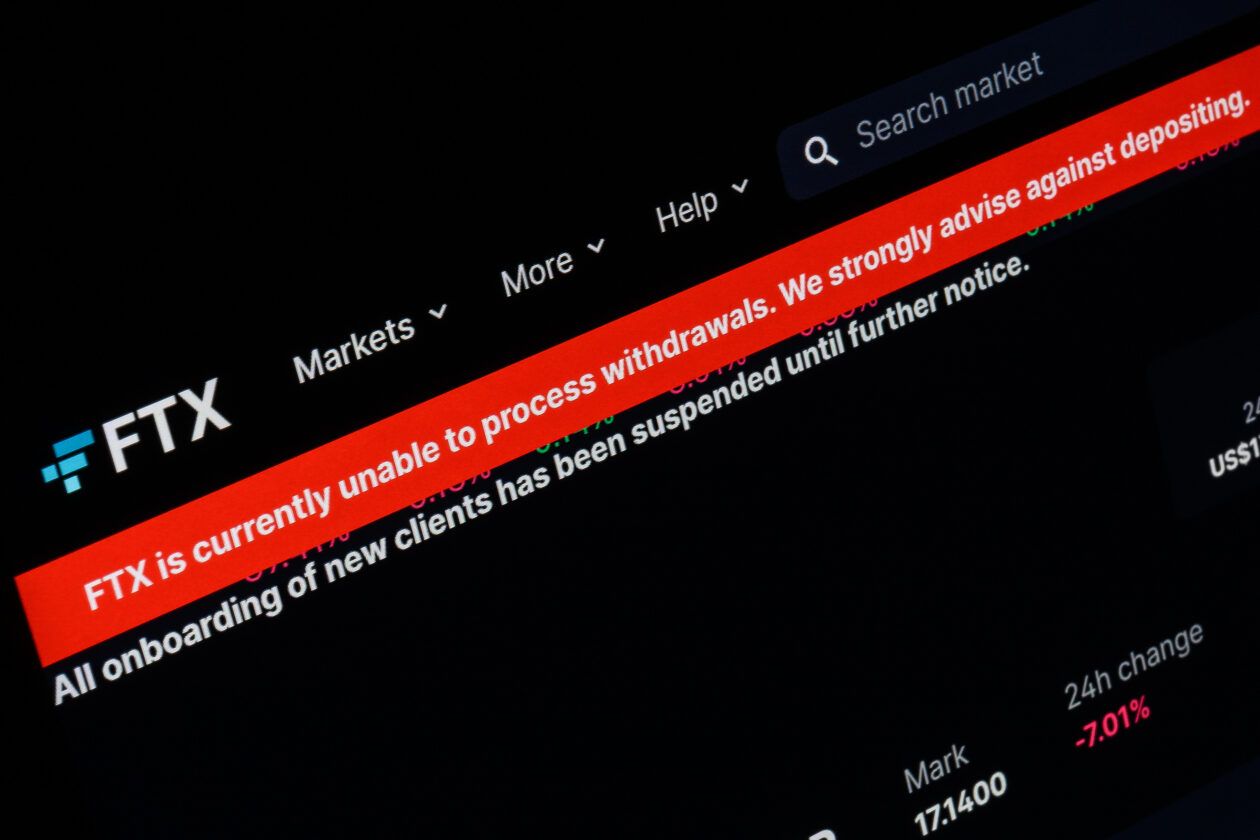 Search market
Help
More
Markets
FTX
FTX is currently unable to process withdrawals. We strongly advise against depositing.
All onboarding of new clients has been suspended until further notice.
US$1
24h change
-7.01%
Mark
17.1400